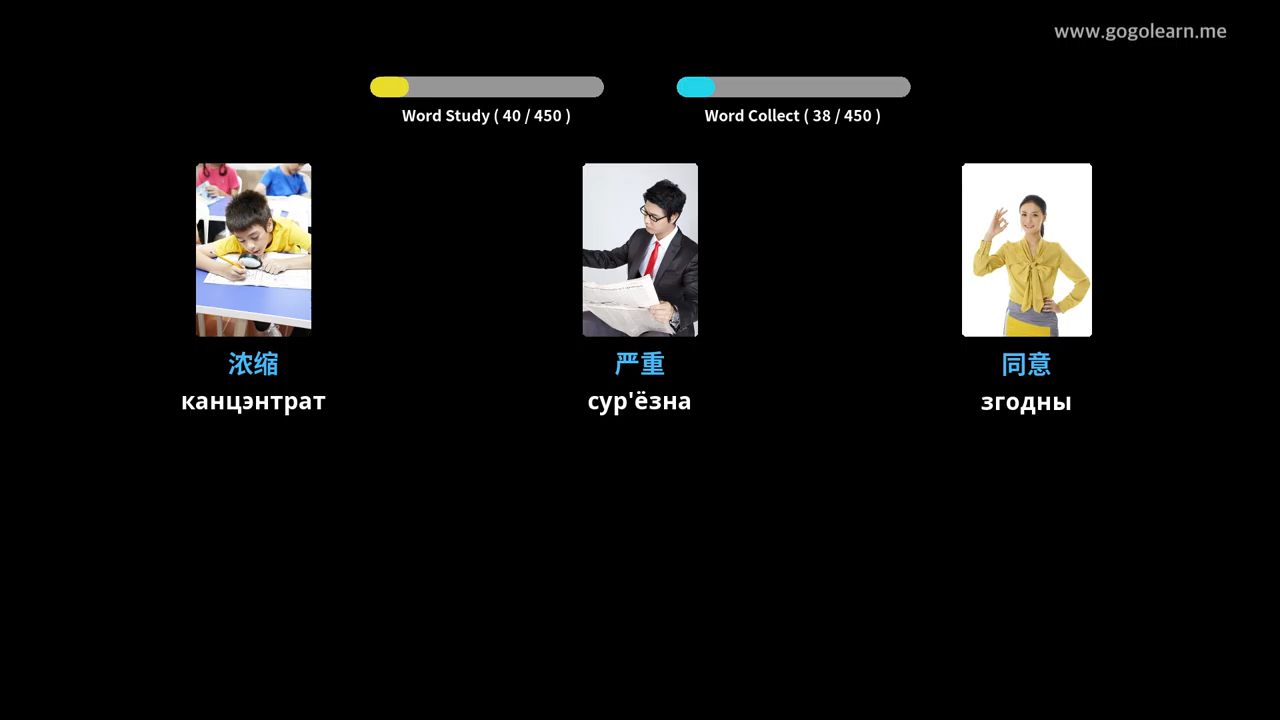 www.gogolearn.me
Word Study ( 40 / 450 )
Word Collect ( 38 / 450 )
浓缩
严重
同意
канцэнтрат
сур'ёзна
згодны